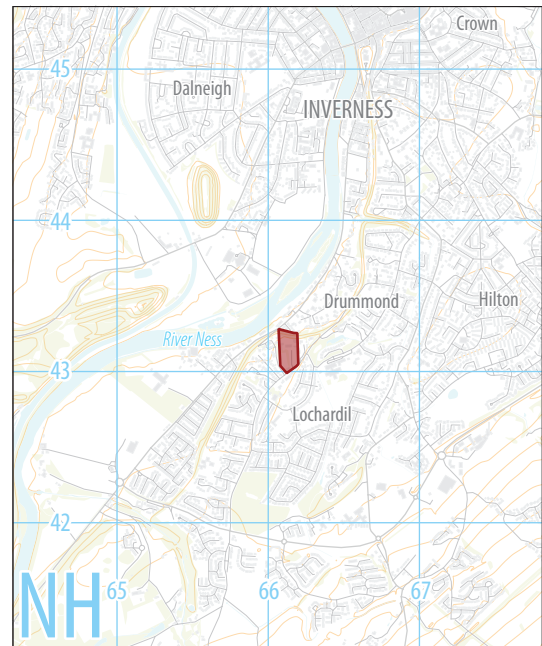 Crown
45
Dalneigh
INVERNESS
44
Drummond
Hilton
River Ness
43
Lochardil
42
NH
65
66
67